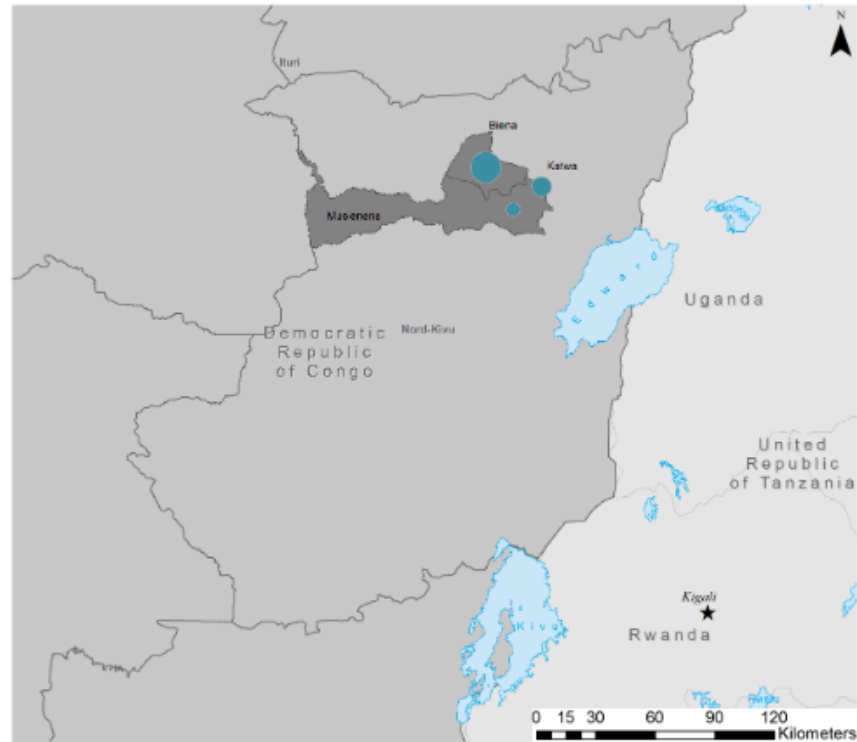 N
Ituri
Biena
Katwa
Musienene
Edward
Uganda
Nord-Kivu
Democratic
Republic
of Congo
United
Republic
of Tanzania
Kigali
Kivu
Rwanda
0 15 30 60 90 120
Kilometers